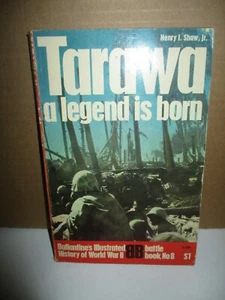 Henry I. Shaw, Jr.
Tarawa
a legend is born
Ballantine's Illustrated
History of World War II
battle
book, No 8
$1